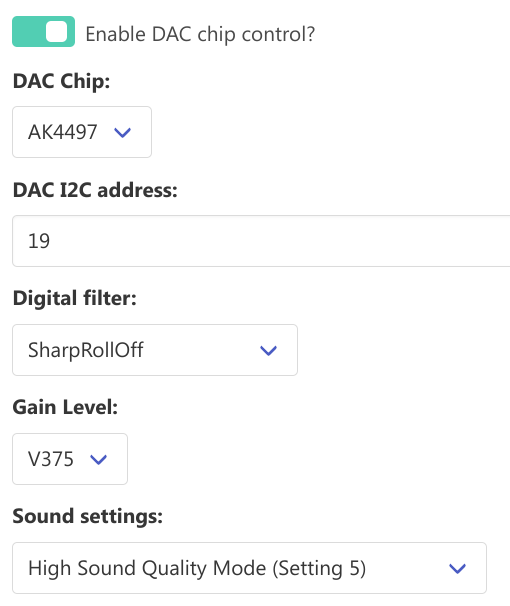 Enable DAC chip control?
DAC Chip:
AK4497
DAC I2C address:
19
Digital filter:
SharpRollOff
Gain Level:
V375
Sound settings:
High Sound Quality Mode (Setting 5)